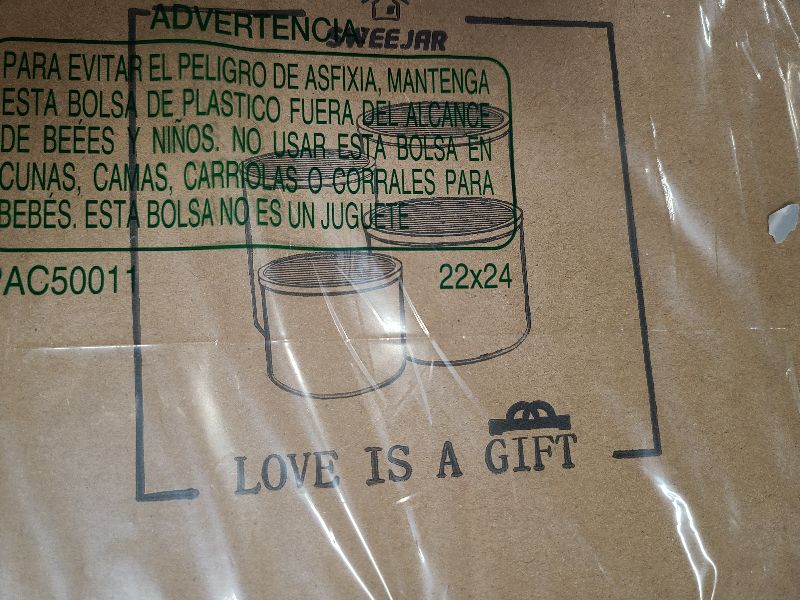 ADVERTENCIA
SWEEJAR
PARA EVITAR EL PELIGRO DE ASFIXIA, MANTENGA
ESTA BOLSA DE PLASTICO FUERA DEL ALCANCE
DE BEÉES Y NIÑOS. NO USAR ESTA BOLSA EN
CUNAS, CAMAS, CARRIOLAS O CORRALES PARA
BEBÉS. ESTA BOLSA NO ES UN JUGUETE
PAC50011
22x24
LOVE IS A GIFT